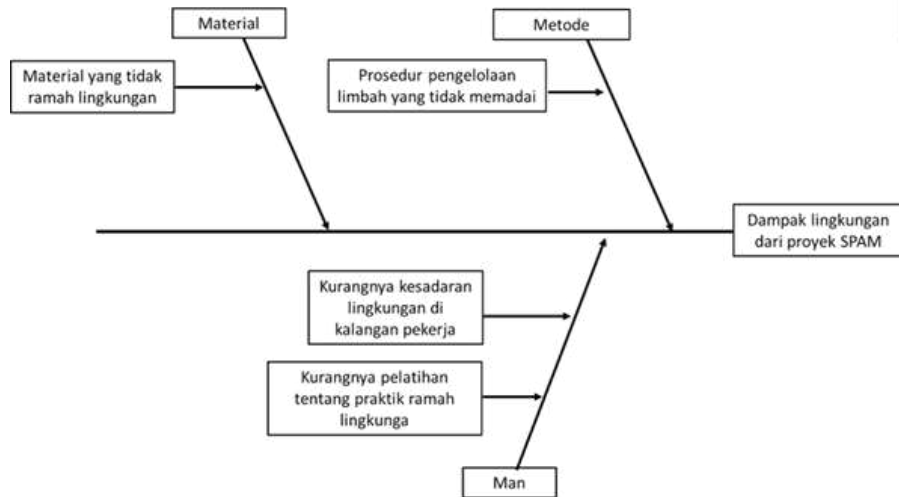 Material
Metode
Material yang tidak
ramah lingkungan
Prosedur pengelolaan
limbah yang tidak memadai
Dampak lingkungan
dari proyek SPAM
Kurangnya kesadaran
lingkungan di
kalangan pekerja
Kurangnya pelatihan
tentang praktik ramah
lingkunga
Man